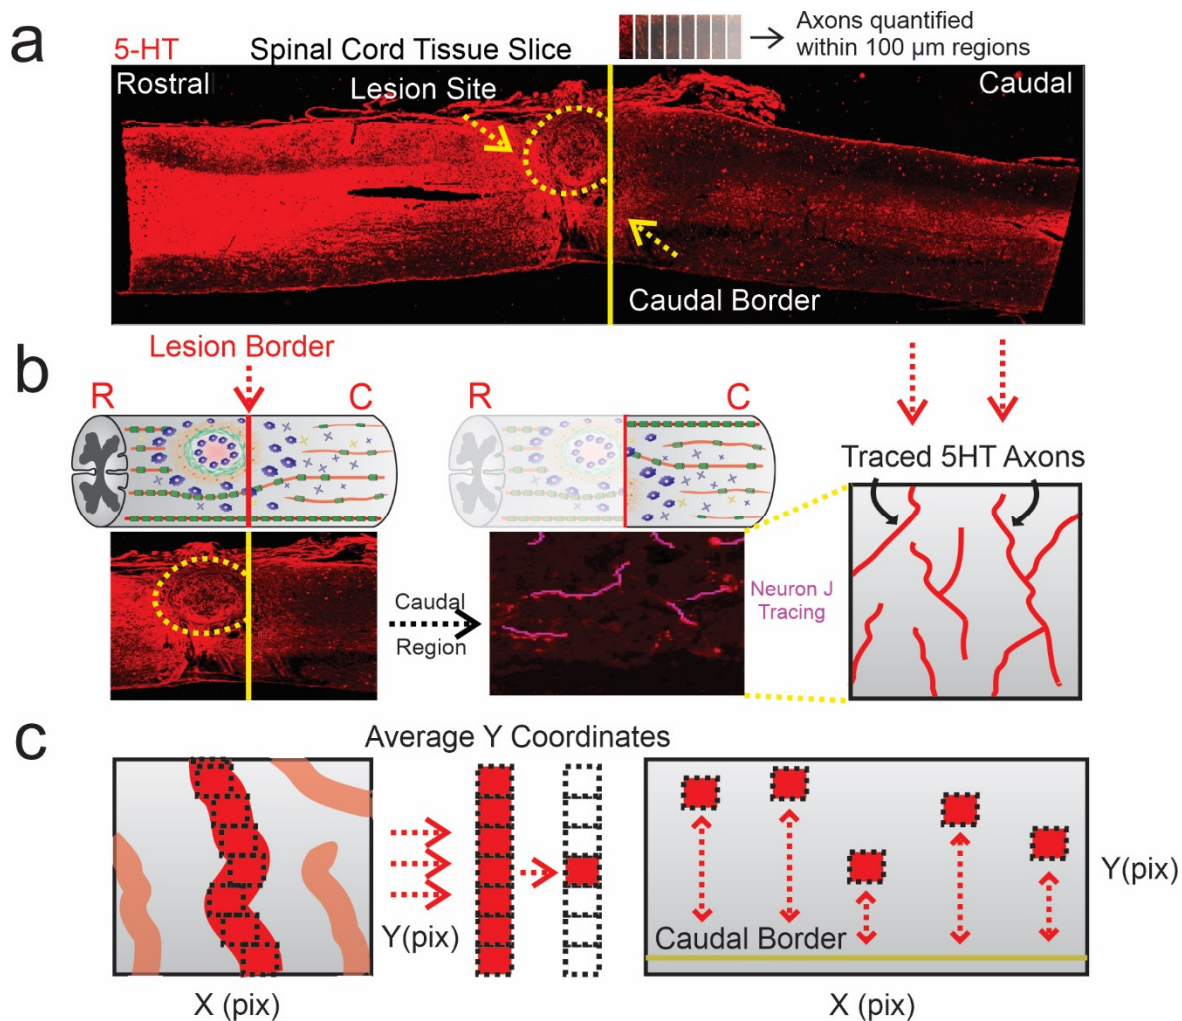 a
5-HT
Spinal Cord Tissue Slice
Axons quantified
within 100 µm regions
Rostral
Lesion Site
Caudal
Caudal Border
b
Lesion Border
R
C
C
Traced 5HT Axons
Caudal
Region
Neuron J
Tracing
c
Average Y Coordinates
Y(pix)
X (pix)
Caudal Border
Y(pix)
X (pix)